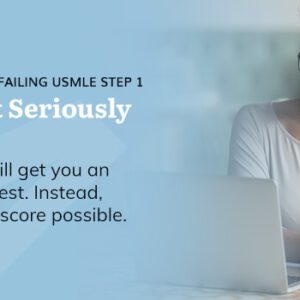 FAILING USMLE STEP 1
Seriously
ill get you an
est. Instead,
score possible.